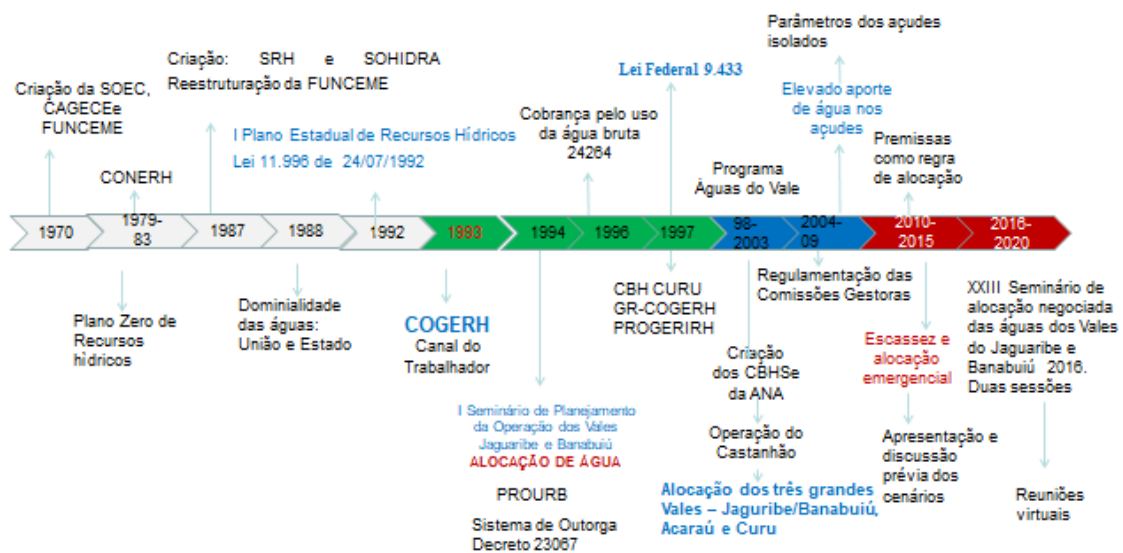 Criação da SOEC,
CAGECEe
FUNCEME
CONERH
Criação: SRH e SOHIDRA
Reestruturação da FUNCEME
I Plano Estadual de Recursos Hídricos
Lei 11.996 de 24/07/1992
Cobrança pelo uso
da água bruta
24264
Lei Federal 9.433
Programa
Águas do Vale
Parâmetros dos açudes
isolados
Elevado aporte
de água nos
açudes
Premissas
como regra
de alocação
1970
1979-
83
1987
1988
1992
1993
1994
1996
1997
98-
2003
2004-
09
2010-
2015
2016-
2020
Plano Zero de
Recursos
hídricos
Dominialidade
das águas:
União e Estado
COGERH
Canal do
Trabalhador
I Seminário de Planejamento
da Operação dos Vales
Jaguaribe e Banabuiú
ALOCAÇÃO DE ÁGUA
PROURB
Sistema de Outorga
Decreto 23067
CBH CURU
GR-COGERH
PROGERIRH
Criação
dos CBHSe
da ANA
Operação do
Castanhão
Alocação dos três grandes
Vales – Jaguribe/Banabuiú,
Acaraú e Curu
Regulamentação das
Comissões Gestoras
Escassez e
alocação
emergencial
Apresentação e
discussão
prévia dos
cenários
XXIII Seminário de
alocação negociada
das águas dos Vales
do Jaguaribe e
Banabuiú 2016.
Duas sessões
Reuniões
virtuais